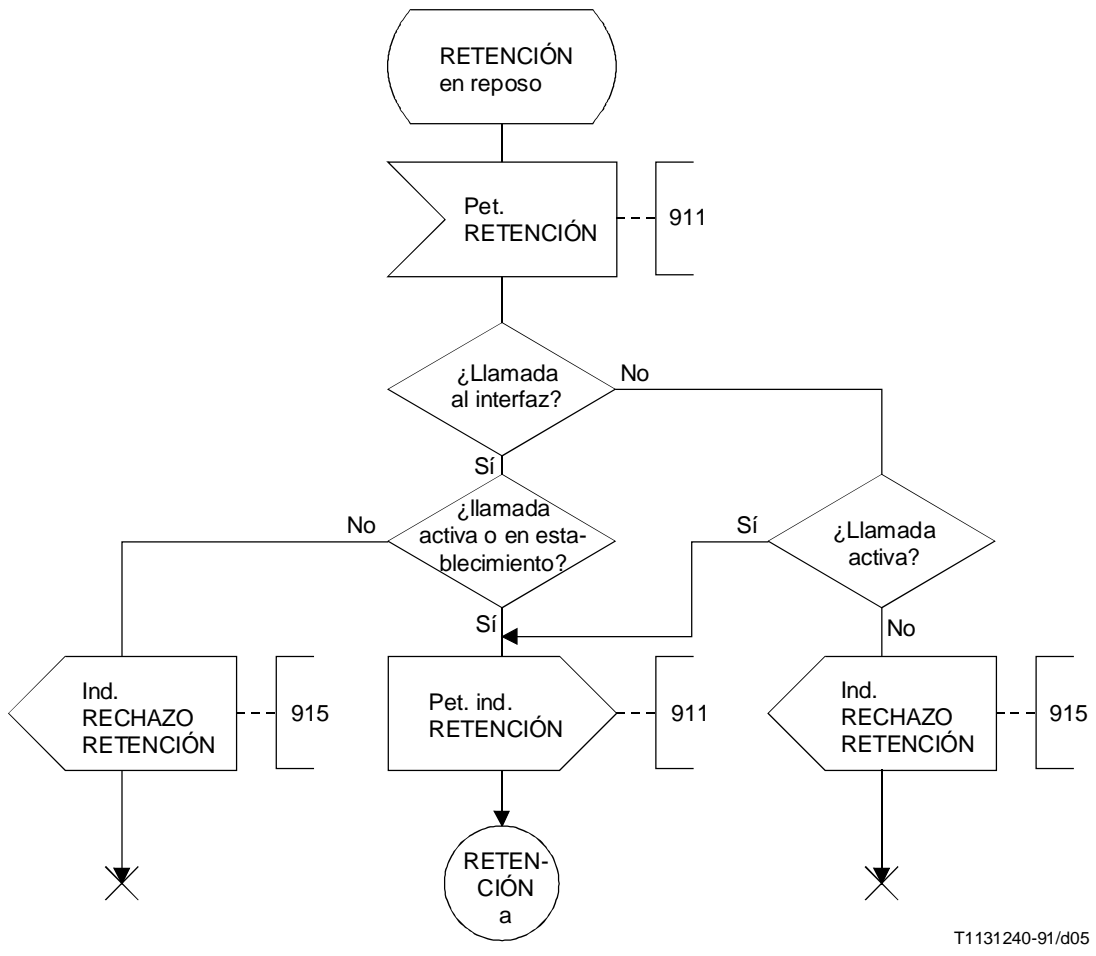 RETENCIÓN
en reposo
Pet.
RETENCIÓN
911
¿Llamada
al interfaz?
No
Sí
¿llamada
activa o en esta-
blecimiento?
No
Sí
¿Llamada
activa?
Sí
No
Ind.
RECHAZO
RETENCIÓN
915
Pet. ind.
RETENCIÓN
911
Ind.
RECHAZO
RETENCIÓN
915
RETEN-
CIÓN
a
T1131240-91/d05